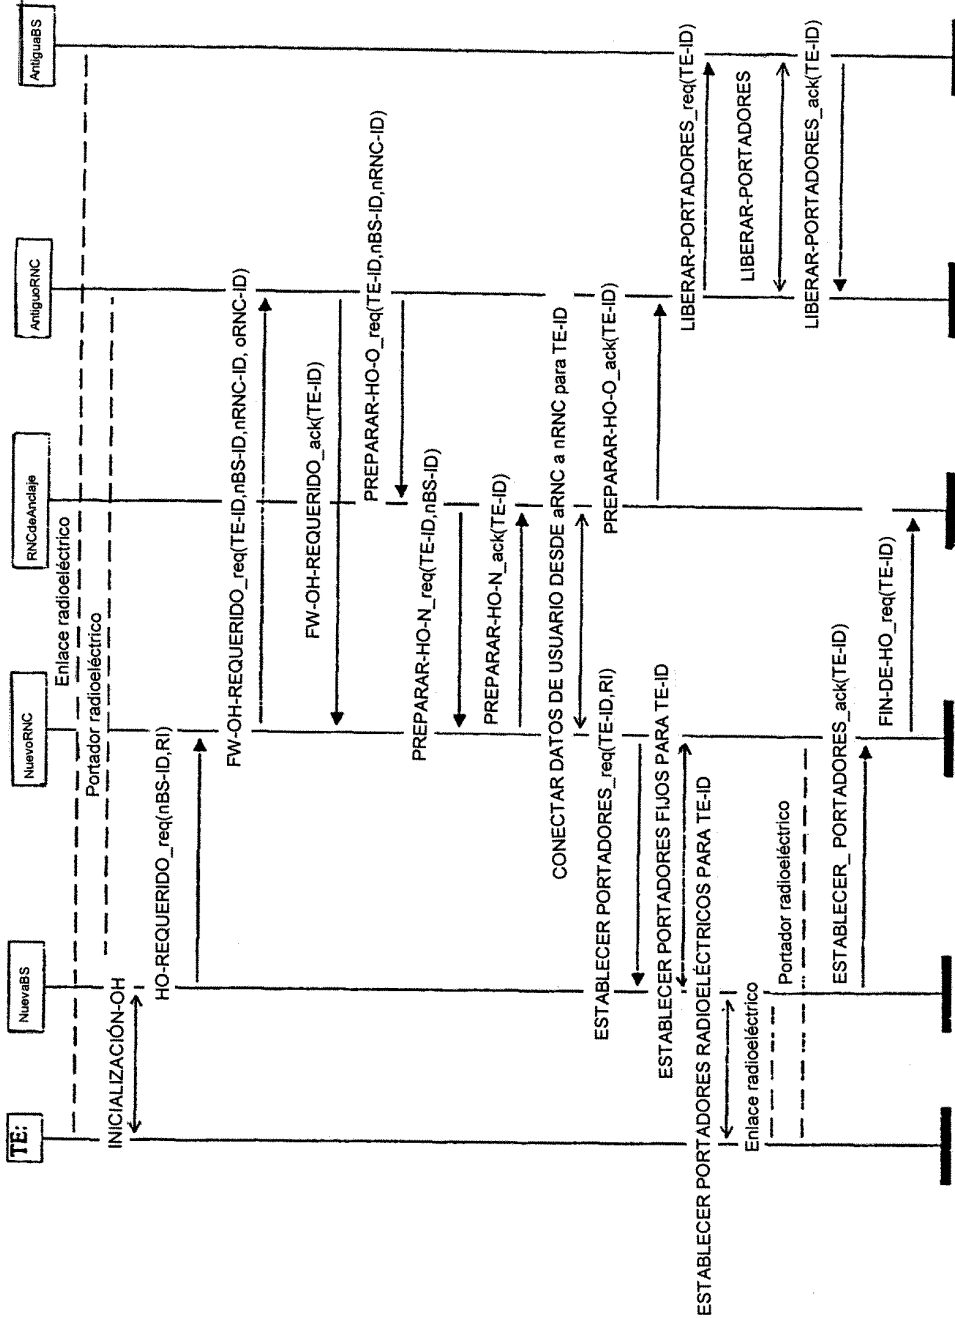 TE:
NuevaBS
NuevoRNC
RNCdeAnclaje
AntiguoRNC
AntiguaBS
Enlace radioeléctrico
Portador radioeléctrico
INICIALIZACIÓN-OH
HO-REQUERIDO_req(nBS-ID,RI)
FW-OH-REQUERIDO_req(TE-ID,nBS-ID,nRNC-ID, oRNC-ID)
FW-OH-REQUERIDO_ack(TE-ID)
PREPARAR-HO-O_req(TE-ID,nBS-ID,nRNC-ID)
PREPARAR-HO-N_req(TE-ID,nBS-ID)
PREPARAR-HO-N_ack(TE-ID)
CONECTAR DATOS DE USUARIO DESDE aRNC a nRNC para TE-ID
PREPARAR-HO-O_ack(TE-ID)
ESTABLECER PORTADORES_req(TE-ID,RI)
ESTABLECER PORTADORES FIJOS PARA TE-ID
ESTABLECER PORTADORES RADIOELÉCTRICOS PARA TE-ID
LIBERAR-PORTADORES_req(TE-ID)
LIBERAR-PORTADORES
LIBERAR-PORTADORES_ack(TE-ID)
Enlace radioeléctrico
Portador radioeléctrico
ESTABLECER_ PORTADORES_ack(TE-ID)
FIN-DE-HO_req(TE-ID)